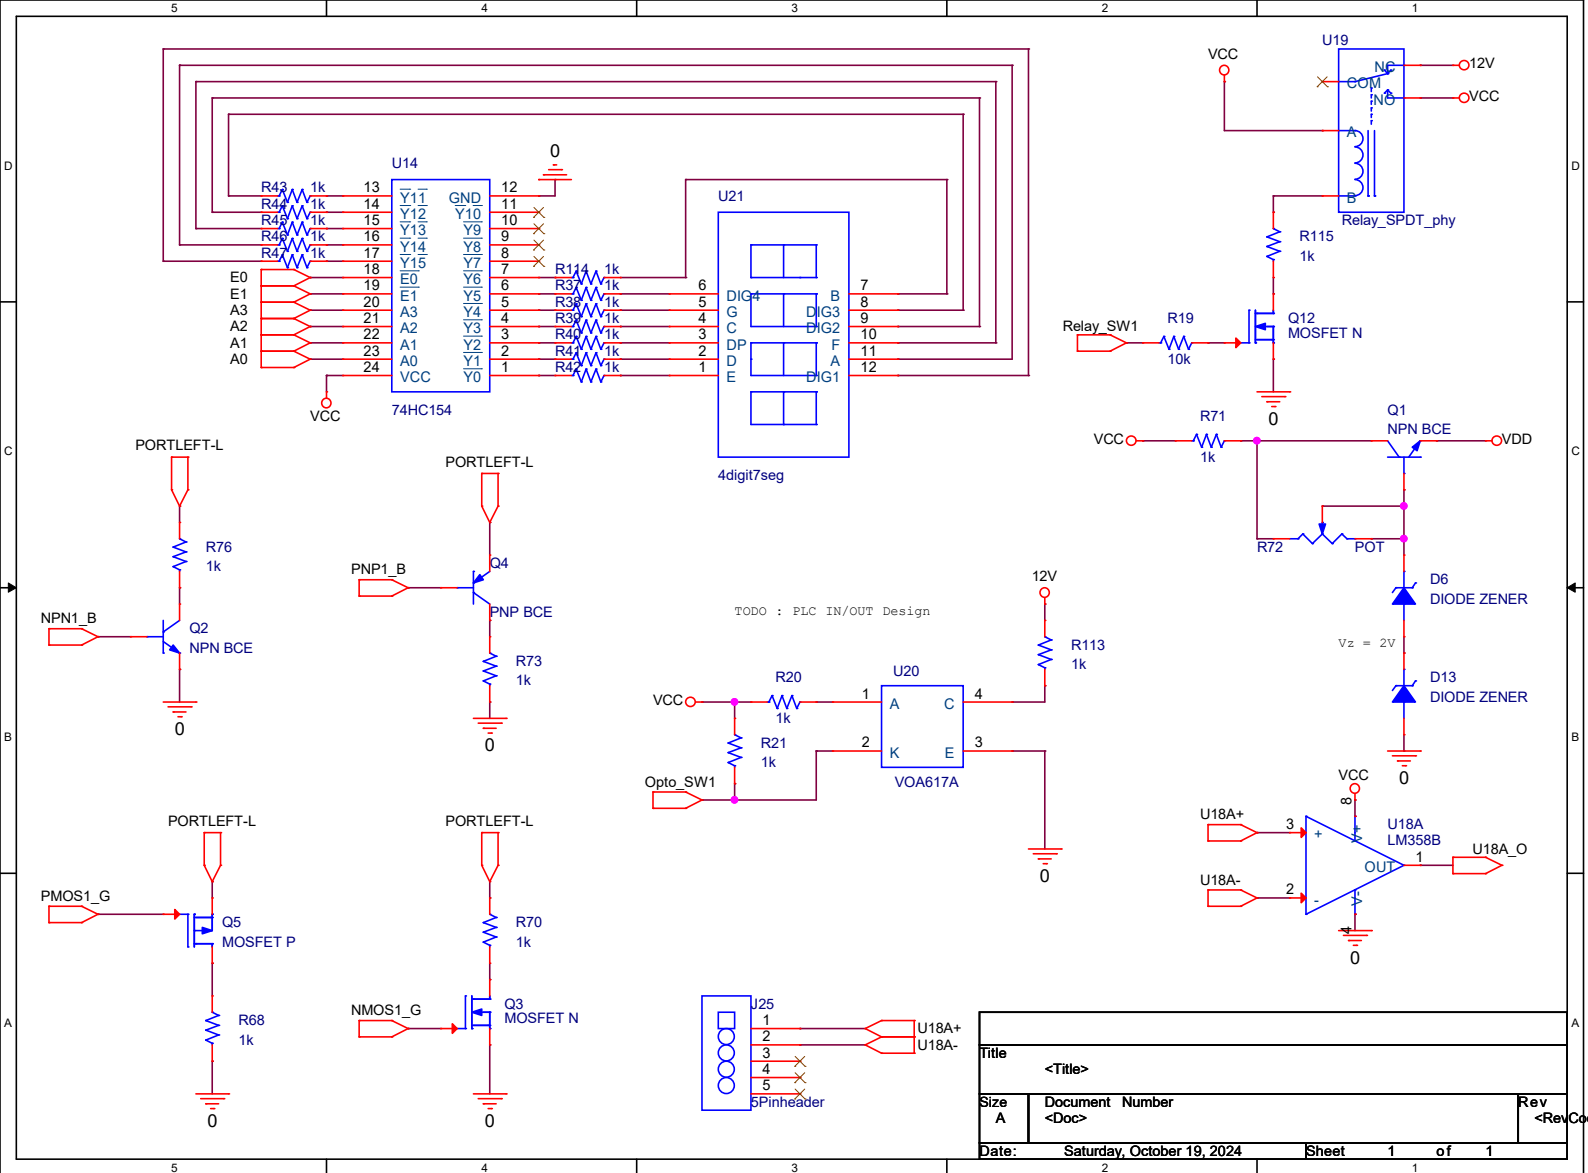 5 4 3 2 1
D
C
B
A
U14
R43 1k
R44 1k
R45 1k
R46 1k
R47 1k
E0
E1
A3
A2
A1
A0
13 Y11
14 Y12
15 Y13
16 Y14
17 Y15
18 E0
19 E1
20 A3
21 A2
22 A1
23 A0
24 VCC
GND 12
Y10 11
Y9 10
Y8 9
Y7 8
Y6 7
Y5 6
Y4 5
Y3 4
Y2 3
Y1 2
Y0 1
0
VCC
74HC154
R114 1k
R37 1k
R38 1k
R39 1k
R40 1k
R41 1k
R42 1k
U21
6 DIG4
5 G
4 C
3 DP
2 D
1 E
B 7
DIG3 8
DIG2 9
F 10
A 11
DIG1 12
4digit7seg
VCC
U19
NC
COM
NO
A
B
12V
VCC
Relay_SPDT_phy
R115
1k
Relay_SW1
R19
10k
Q12
MOSFET N
0
VCC
R71
1k
Q1
NPN BCE
VDD
R72
POT
D6
DIODE ZENER
Vz = 2V
D13
DIODE ZENER
0
PORTLEFT-L
R76
1k
NPN1_B
Q2
NPN BCE
0
PORTLEFT-L
PNP1_B
Q4
PNP BCE
R73
1k
0
TODO : PLC IN/OUT Design
12V
R113
1k
U20
VCC
R20
1k
R21
1k
Opto_SW1
1 A
2 K
C 4
E 3
VOA617A
0
VCC
8
V+
U18A+
3
+
U18A-
2
-
U18A
LM358B
OUT
1
U18A_O
V-
4
0
PORTLEFT-L
PMOS1_G
Q5
MOSFET P
R68
1k
0
PORTLEFT-L
R70
1k
NMOS1_G
Q3
MOSFET N
0
J25
1
2
3
4
5
U18A+
U18A-
5Pinheader
Title
<Title>
Size
A
Document Number
<Doc>
Rev
<RevCo
Date: Saturday, October 19, 2024 Sheet 1 of 1
D
C
B
A
5 4 3 2 1